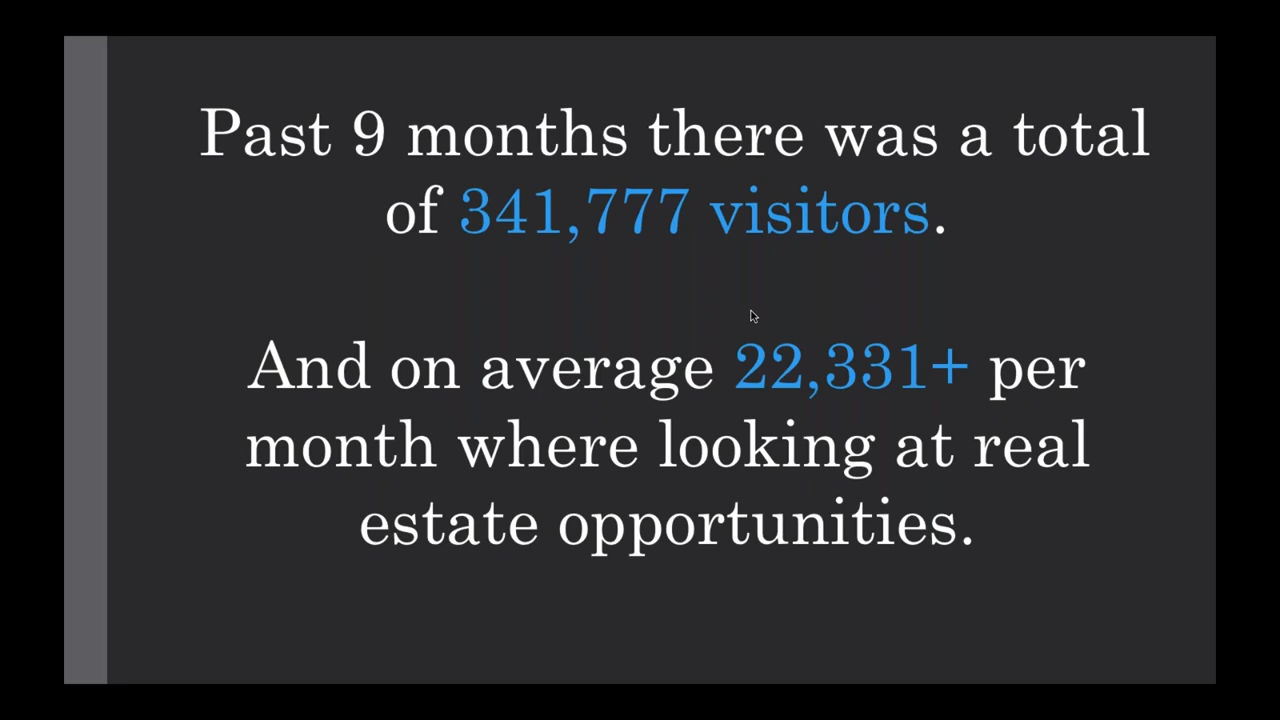 Past 9 months there was a total
of 341,777 visitors.
And on average 22,331+ per
month where looking at real
estate opportunities.